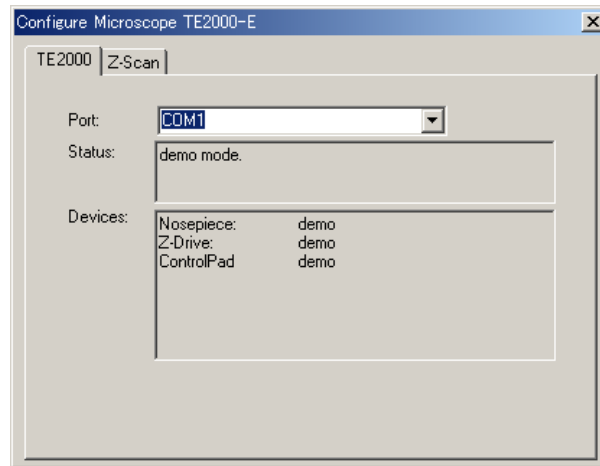 Configure Microscope TE2000-E
TE2000 Z-Scan
Port: COM1
Status: demo mode.
Devices: Nosepiece: demo
Z-Drive: demo
ControlPad demo